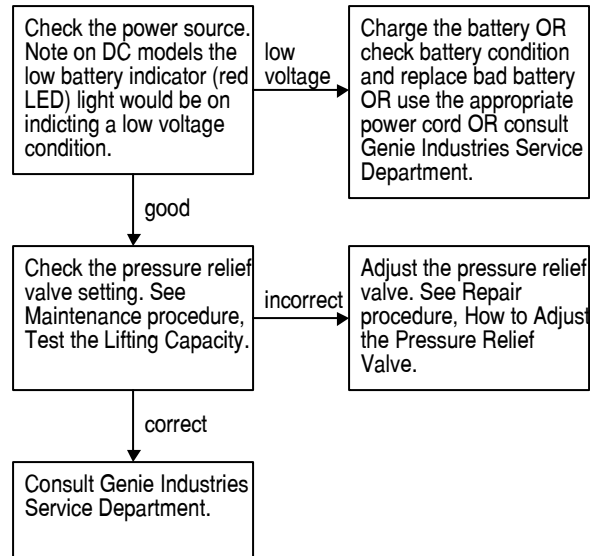 Check the power source.
Note on DC models the
low battery indicator (red
LED) light would be on
indicting a low voltage
condition.
low
voltage
Charge the battery OR
check battery condition
and replace bad battery
OR use the appropriate
power cord OR consult
Genie Industries Service
Department.
good
Check the pressure relief
valve setting. See
Maintenance procedure,
Test the Lifting Capacity.
incorrect
Adjust the pressure relief
valve. See Repair
procedure, How to Adjust
the Pressure Relief
Valve.
correct
Consult Genie Industries
Service Department.